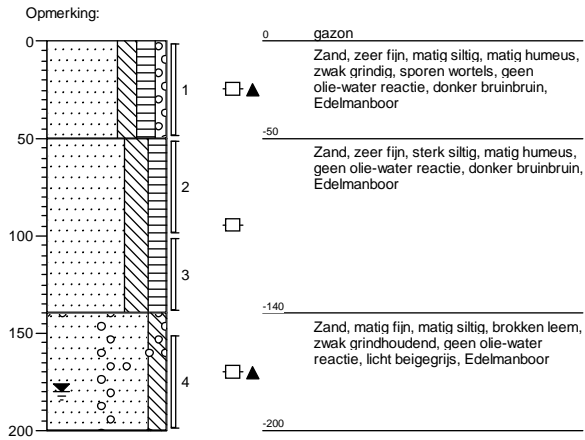 Opmerking:
0
50
100
150
200
1
2
3
4
0 gazon
Zand, zeer fijn, matig siltig, matig humeus,
zwak grindig, sporen wortels, geen
olie-water reactie, donker bruinbruin,
Edelmanboor
-50
Zand, zeer fijn, sterk siltig, matig humeus,
geen olie-water reactie, donker bruinbruin,
Edelmanboor
-140
Zand, matig fijn, matig siltig, brokken leem,
zwak grindhoudend, geen olie-water
reactie, licht beigegrijs, Edelmanboor
-200